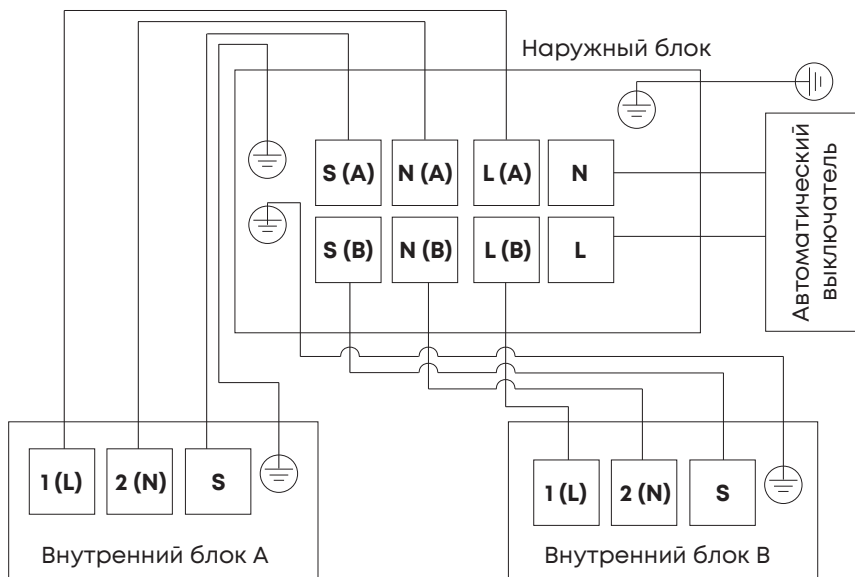 Наружный блок
S (A) N (A) L (A) N
S (B) N (B) L (B) L
Автоматический
выключатель
1 (L) 2 (N) S
Внутренний блок A
1 (L) 2 (N) S
Внутренний блок B